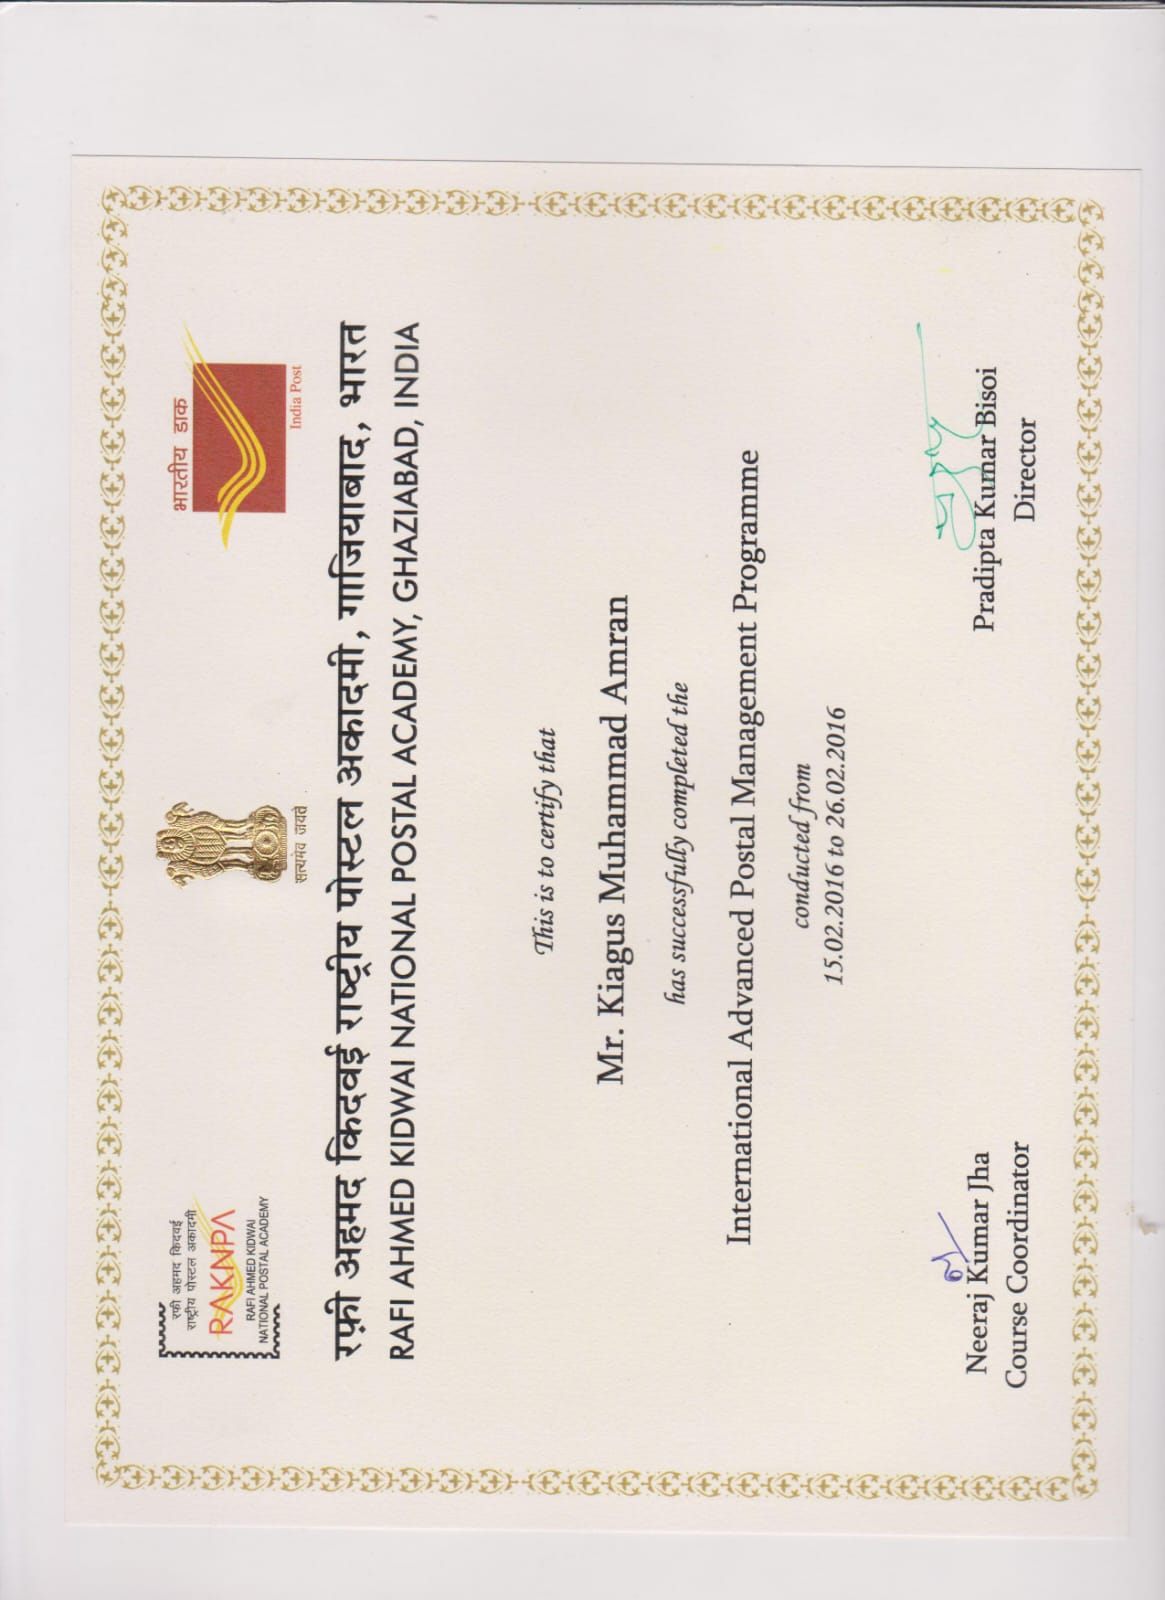 रफी अहमद किदवई
राष्ट्रीय पोस्टल अकादमी
RAKNPA
RAFI AHMED KIDWAI
NATIONAL POSTAL ACADEMY
सत्यमेव जयते
भारतीय डाक
India Post
रफ़ी अहमद किदवई राष्ट्रीय पोस्टल अकादमी, गाजियाबाद, भारत
RAFI AHMED KIDWAI NATIONAL POSTAL ACADEMY, GHAZIABAD, INDIA
This is to certify that
Mr. Kiagus Muhammad Amran
has successfully completed the
International Advanced Postal Management Programme
conducted from
15.02.2016 to 26.02.2016
Neeraj Kumar Jha
Course Coordinator
Pradipta Kumar Bisoi
Director